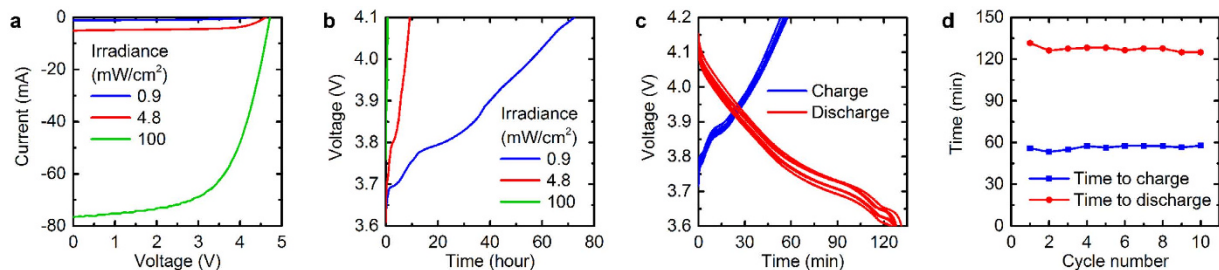 a
0
-20
-40
-60
-80
Current (mA)
Irradiance
(mW/cm²)
0.9
4.8
100
0 1 2 3 4 5
Voltage (V)
b
4.1
4.0
3.9
3.8
3.7
3.6
Voltage (V)
Irradiance
(mW/cm²)
0.9
4.8
100
0 20 40 60 80
Time (hour)
c
4.2
4.1
4.0
3.9
3.8
3.7
3.6
Voltage (V)
Charge
Discharge
0 30 60 90 120
Time (min)
d
150
120
90
60
30
0
Time (min)
Time to charge
Time to discharge
0 2 4 6 8 10
Cycle number